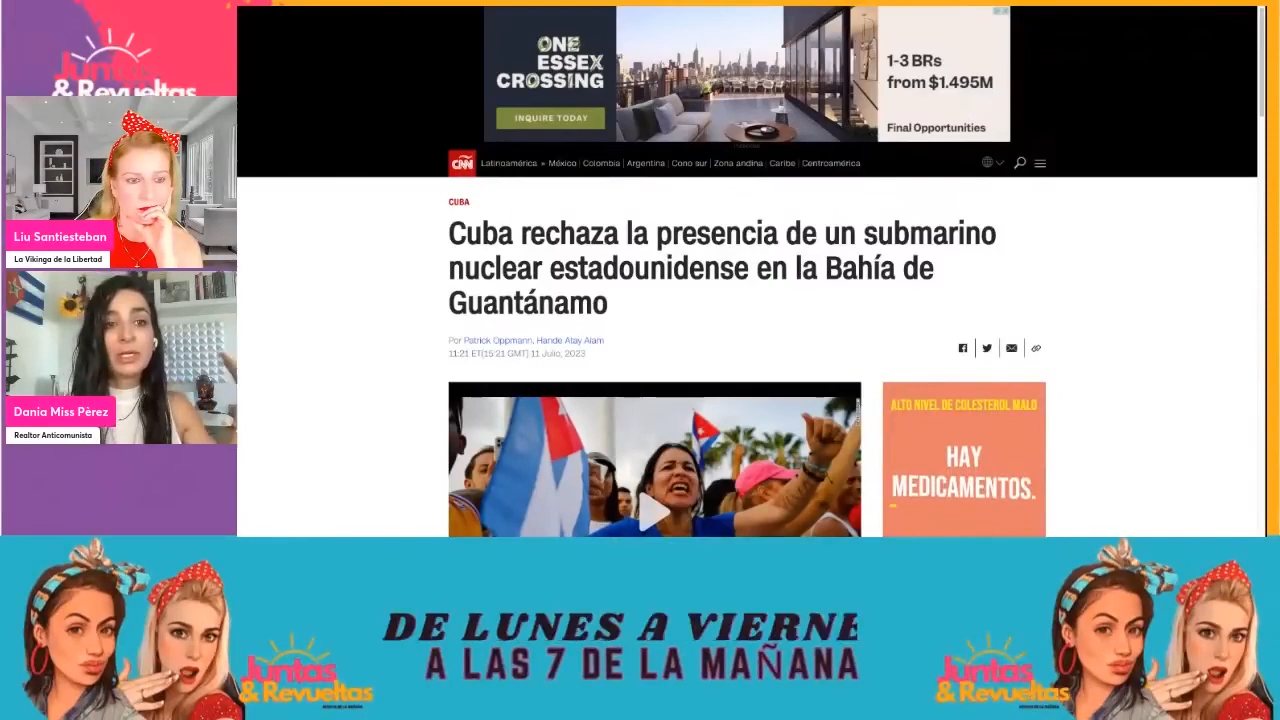 Juntas
& Revueltas
Liu Santiesteban
La Vikinga de la Libertad
Dania Miss Pèrez
Realtor Anticomunista
ONE
ESSEX
CROSSING
INQUIRE TODAY
1-3 BRs
from $1.495M
Final Opportunities
CNN
Latinoamérica » México | Colombia | Argentina | Cono sur | Zona andina | Caribe | Centroamérica
CUBA
Cuba rechaza la presencia de un submarino
nuclear estadounidense en la Bahía de
Guantánamo
Por Patrick Oppmann, Hande Atay Alam
11:21 ET(15:21 GMT) 11 Julio, 2023
ALTO NIVEL DE COLESTEROL MALO
HAY
MEDICAMENTOS.
DE LUNES A VIERNE
A LAS 7 DE LA MAÑANA
Juntas
& Revueltas
Juntas
& Revueltas